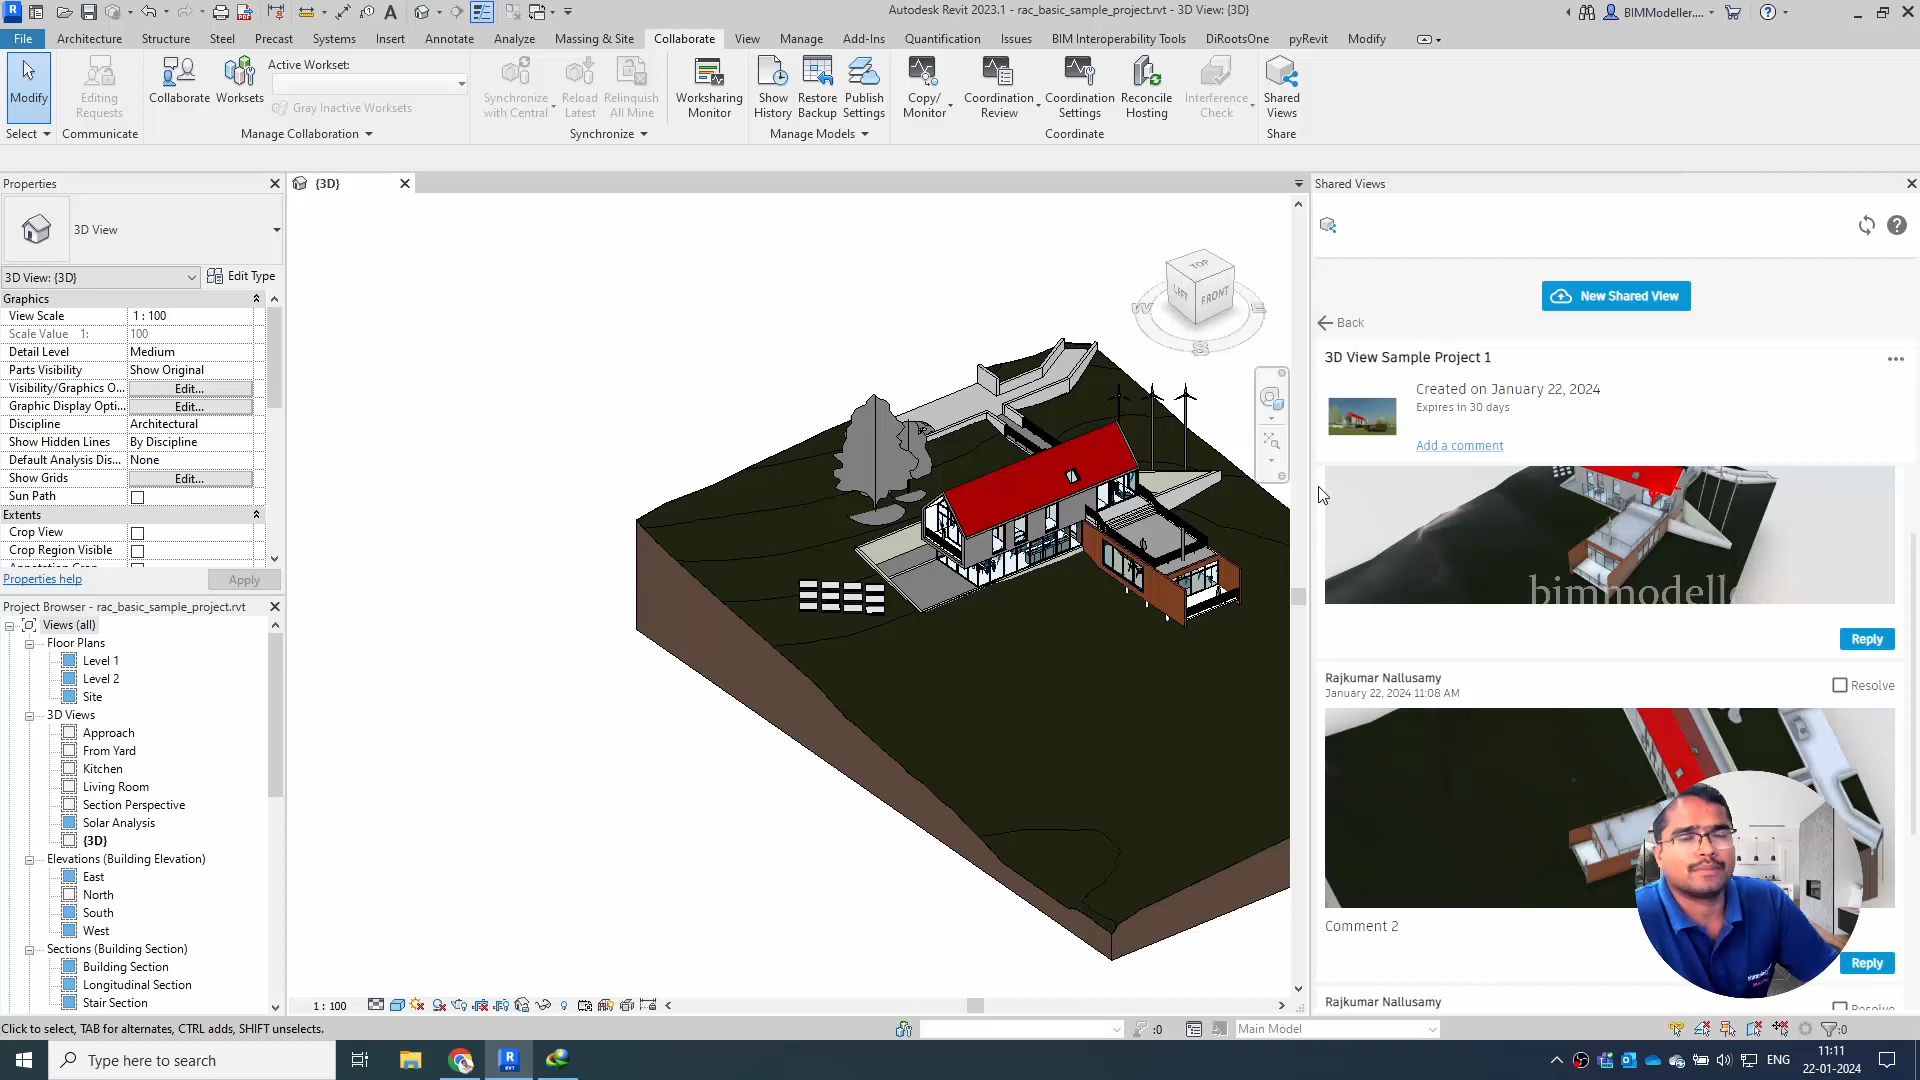 Autodesk Revit 2023.1 - rac_basic_sample_project.rvt - 3D View: {3D}
BIMModeller....
File Architecture Structure Steel Precast Systems Insert Annotate Analyze Massing & Site Collaborate View Manage Add-Ins Quantification Issues BIM Interoperability Tools DiRootsOne pyRevit Modify
Modify
Editing Requests
Collaborate
Worksets
Active Workset:
Gray Inactive Worksets
Synchronize with Central
Reload Latest
Relinquish All Mine
Worksharing Monitor
Show History
Restore Backup
Publish Settings
Copy/ Monitor
Coordination Review
Coordination Settings
Reconcile Hosting
Interference Check
Shared Views
Select Communicate Manage Collaboration Synchronize Manage Models Coordinate Share
Properties
3D View
3D View: {3D}
Edit Type
Graphics
View Scale 1 : 100
Scale Value 1: 100
Detail Level Medium
Parts Visibility Show Original
Visibility/Graphics O... Edit...
Graphic Display Opti... Edit...
Discipline Architectural
Show Hidden Lines By Discipline
Default Analysis Dis... None
Show Grids Edit...
Sun Path
Extents
Crop View
Crop Region Visible
Properties help
Apply
Project Browser - rac_basic_sample_project.rvt
Views (all)
Floor Plans
Level 1
Level 2
Site
3D Views
Approach
From Yard
Kitchen
Living Room
Section Perspective
Solar Analysis
{3D}
Elevations (Building Elevation)
East
North
South
West
Sections (Building Section)
Building Section
Longitudinal Section
Stair Section
{3D}
TOP
LEFT
FRONT
W
E
S
1 : 100
Shared Views
New Shared View
Back
3D View Sample Project 1
Created on January 22, 2024
Expires in 30 days
Add a comment
bimmodelle
Reply
Rajkumar Nallusamy
January 22, 2024 11:08 AM
Resolve
Comment 2
Reply
Rajkumar Nallusamy
Click to select, TAB for alternates, CTRL adds, SHIFT unselects.
:0
Main Model
:0
Type here to search
ENG
11:11
22-01-2024